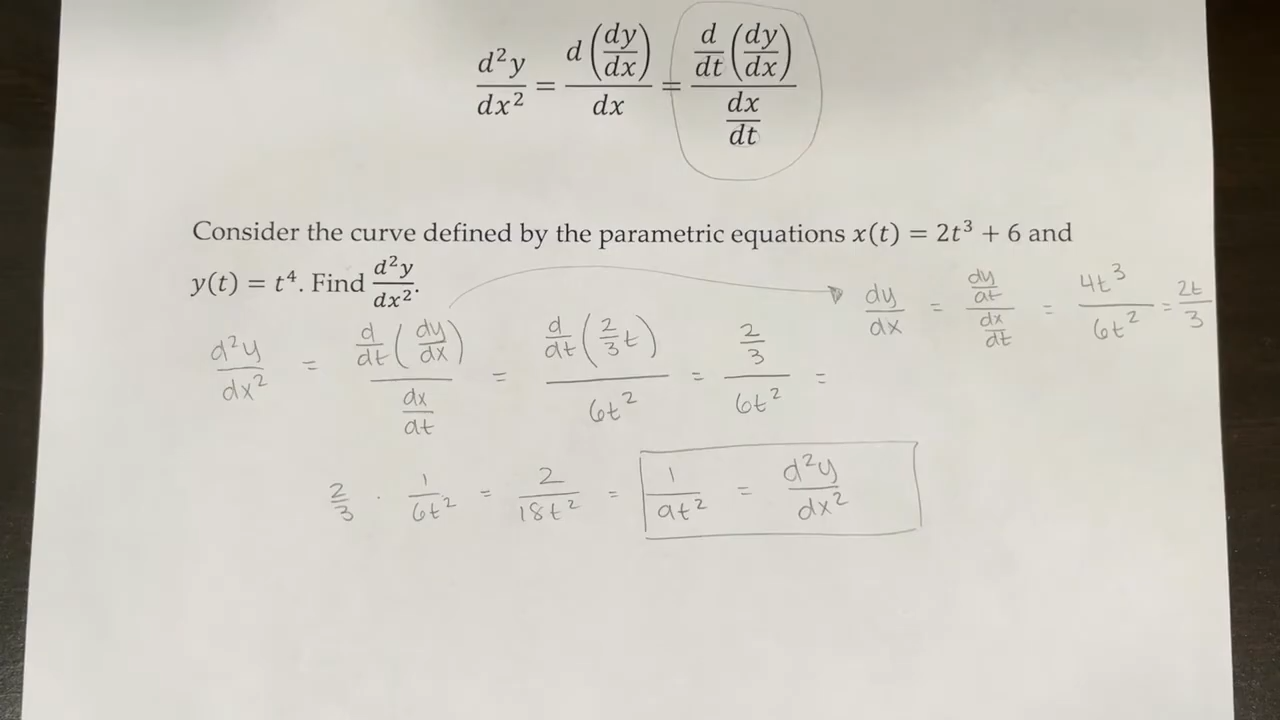 d²y/dx² = d(dy/dx)/dx = (d/dt (dy/dx))/(dx/dt)
Consider the curve defined by the parametric equations x(t) = 2t³ + 6 and
y(t) = t⁴. Find d²y/dx².
dy/dx = (dy/dt)/(dx/dt) = 4t³/6t² = 2t/3
d²y/dx² = (d/dt (dy/dx))/(dx/dt) = (d/dt (2/3 t))/(6t²) = (2/3)/(6t²) =
2/3 · 1/6t² = 2/18t² = 1/9t² = d²y/dx²